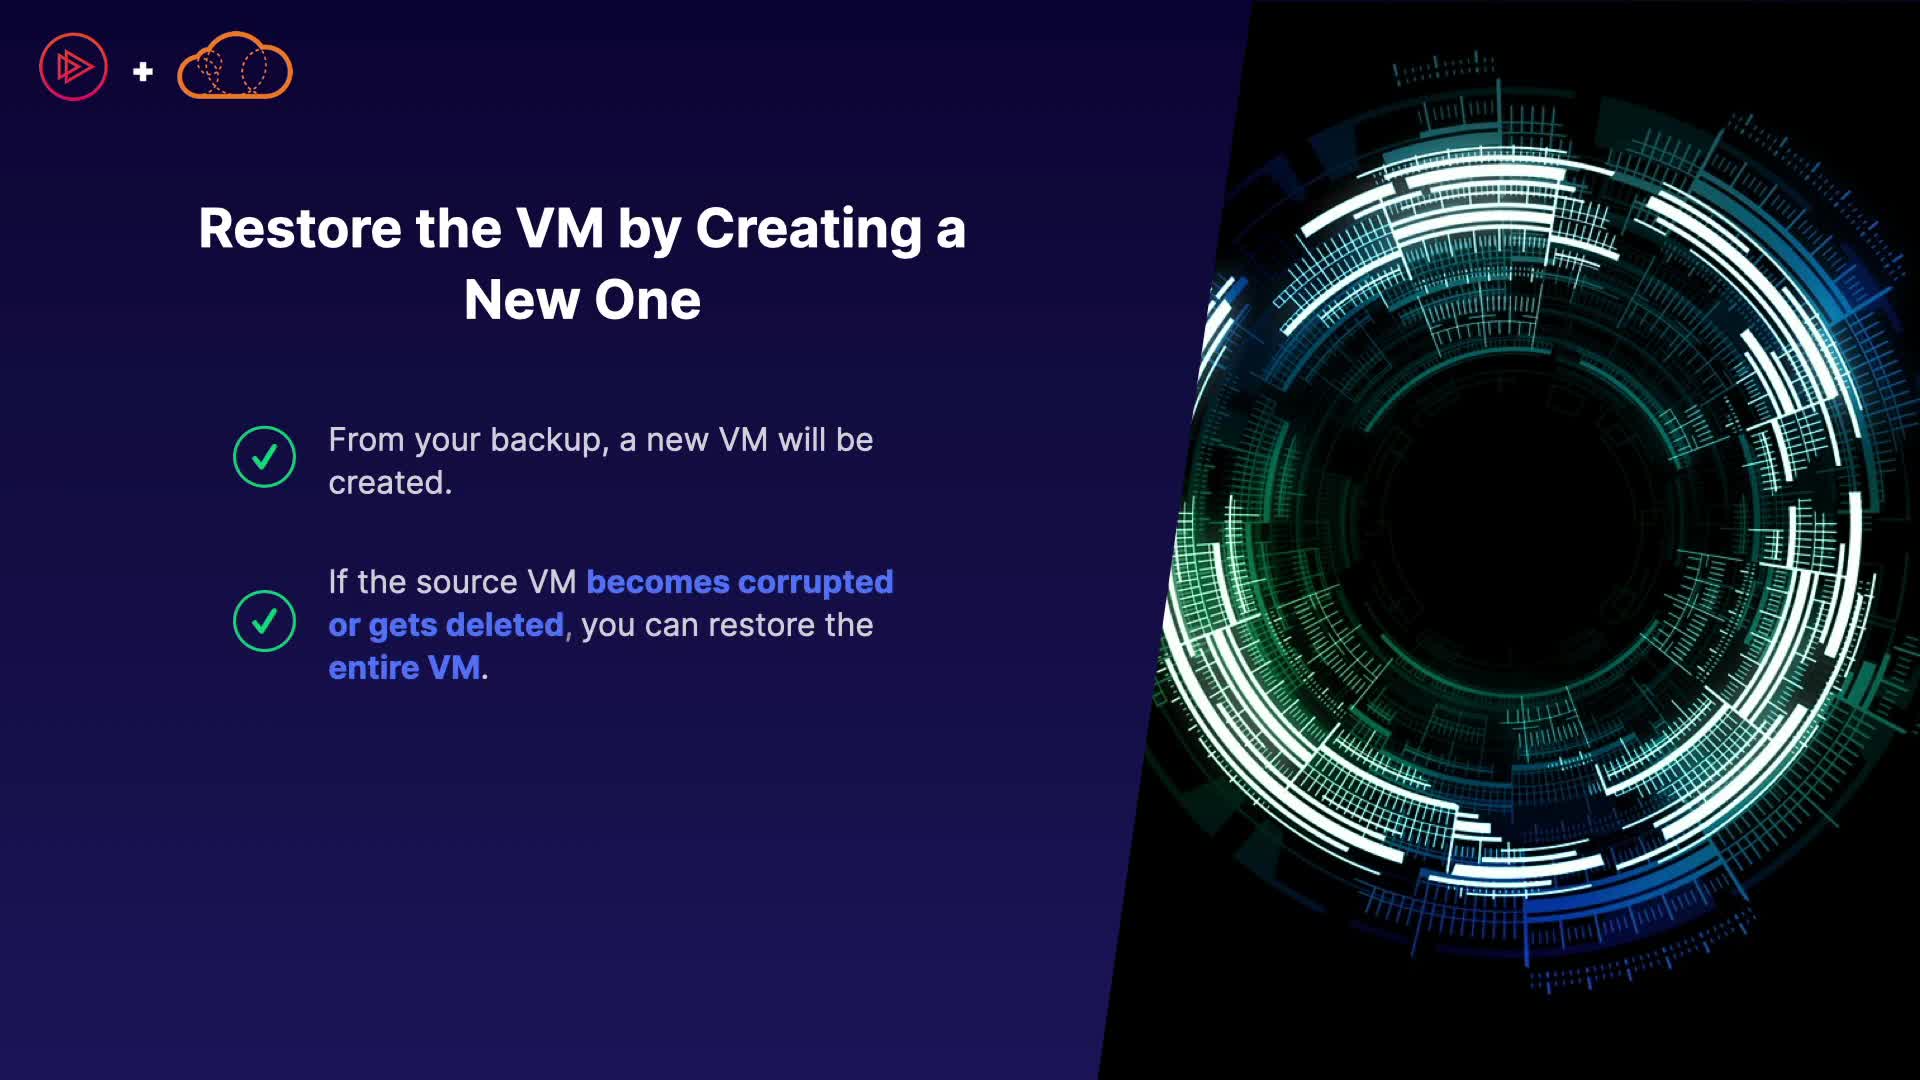 Restore the VM by Creating a
New One
From your backup, a new VM will be
created.
If the source VM becomes corrupted
or gets deleted, you can restore the
entire VM.